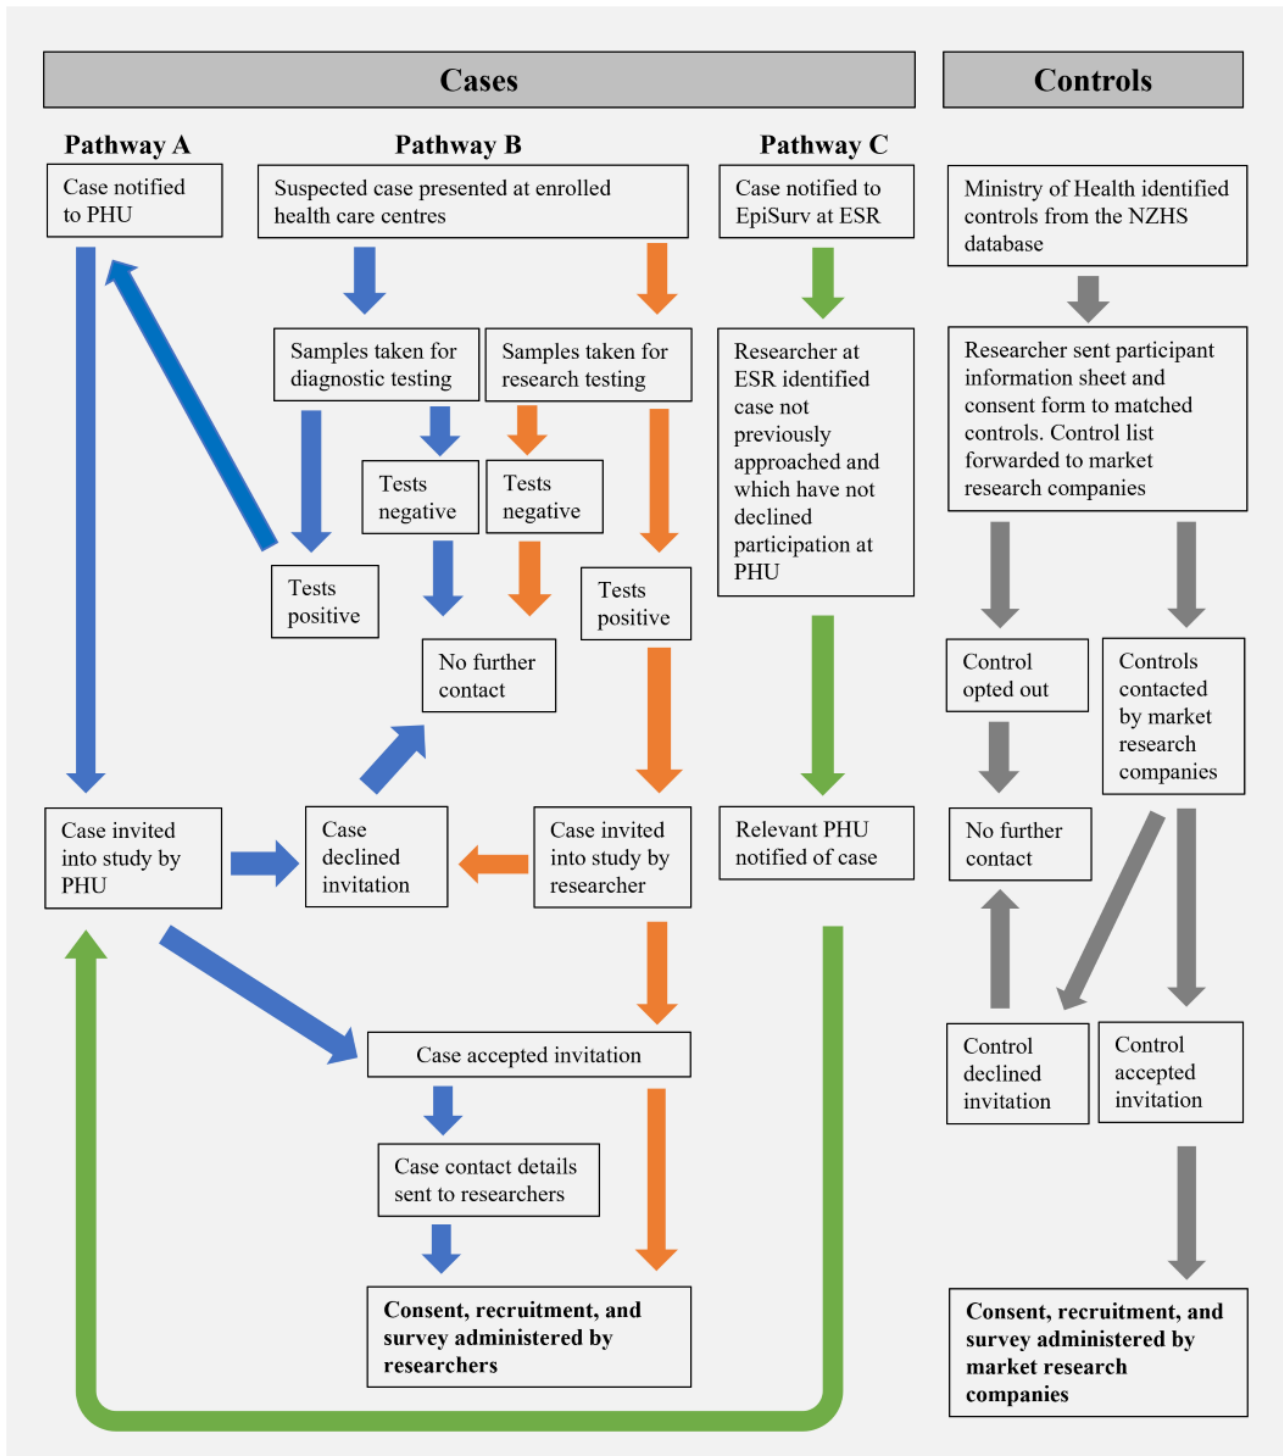 Cases
Controls
Pathway A
Pathway B
Pathway C
Case notified
to PHU
Suspected case presented at enrolled
health care centres
Case notified to
EpiSurv at ESR
Ministry of Health identified
controls from the NZHS
database
Samples taken for
diagnostic testing
Samples taken for
research testing
Researcher at
ESR identified
case not
previously
approached and
which have not
declined
participation at
PHU
Researcher sent participant
information sheet and
consent form to matched
controls. Control list
forwarded to market
research companies
Tests
negative
Tests
negative
Tests
positive
Tests
positive
No further
contact
Control
opted out
Controls
contacted
by market
research
companies
Case invited
into study by
PHU
Case
declined
invitation
Case invited
into study by
researcher
Relevant PHU
notified of case
No further
contact
Case accepted invitation
Control
declined
invitation
Control
accepted
invitation
Case contact details
sent to researchers
Consent, recruitment, and
survey administered by
researchers
Consent, recruitment, and
survey administered by
market research
companies